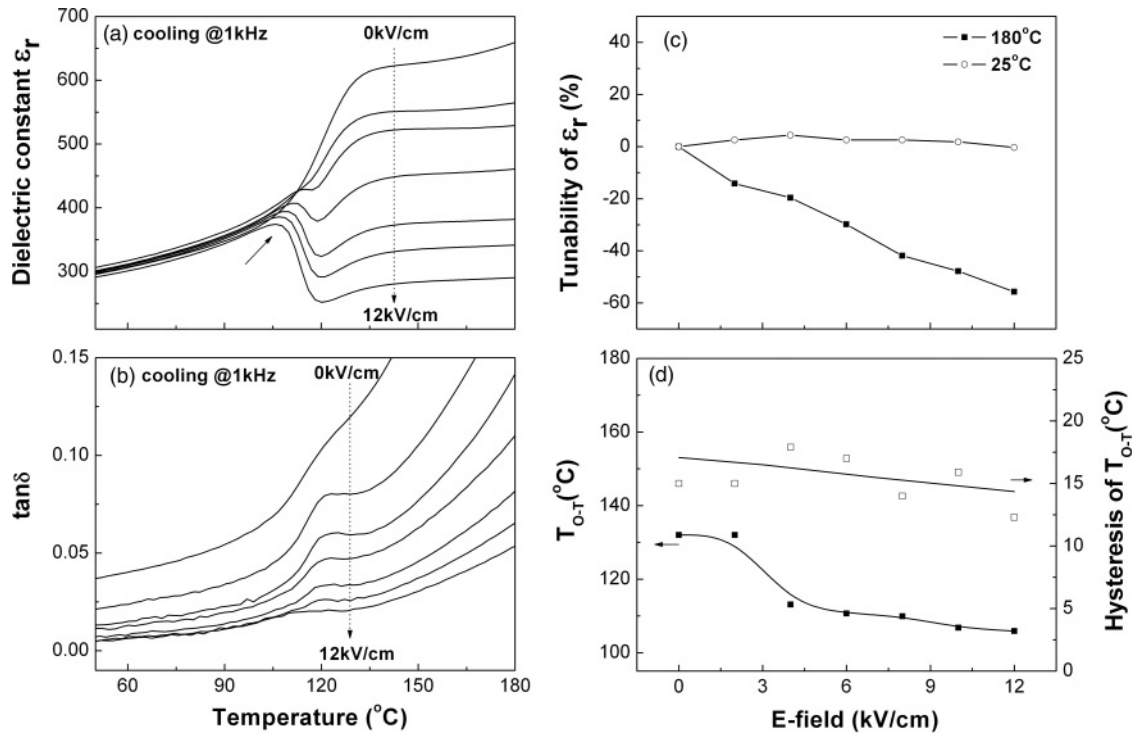 (a) cooling @1kHz
0kV/cm
12kV/cm
700
600
500
400
300
Dielectric constant εr
(b) cooling @1kHz
0kV/cm
12kV/cm
0.15
0.10
0.05
0.00
tanδ
60
90
120
150
180
Temperature (°C)
(c)
180°C
25°C
40
20
0
-20
-40
-60
Tunability of εr (%)
(d)
180
160
140
120
100
TO-T(°C)
25
20
15
10
5
0
Hysteresis of TO-T(°C)
0
3
6
9
12
E-field (kV/cm)